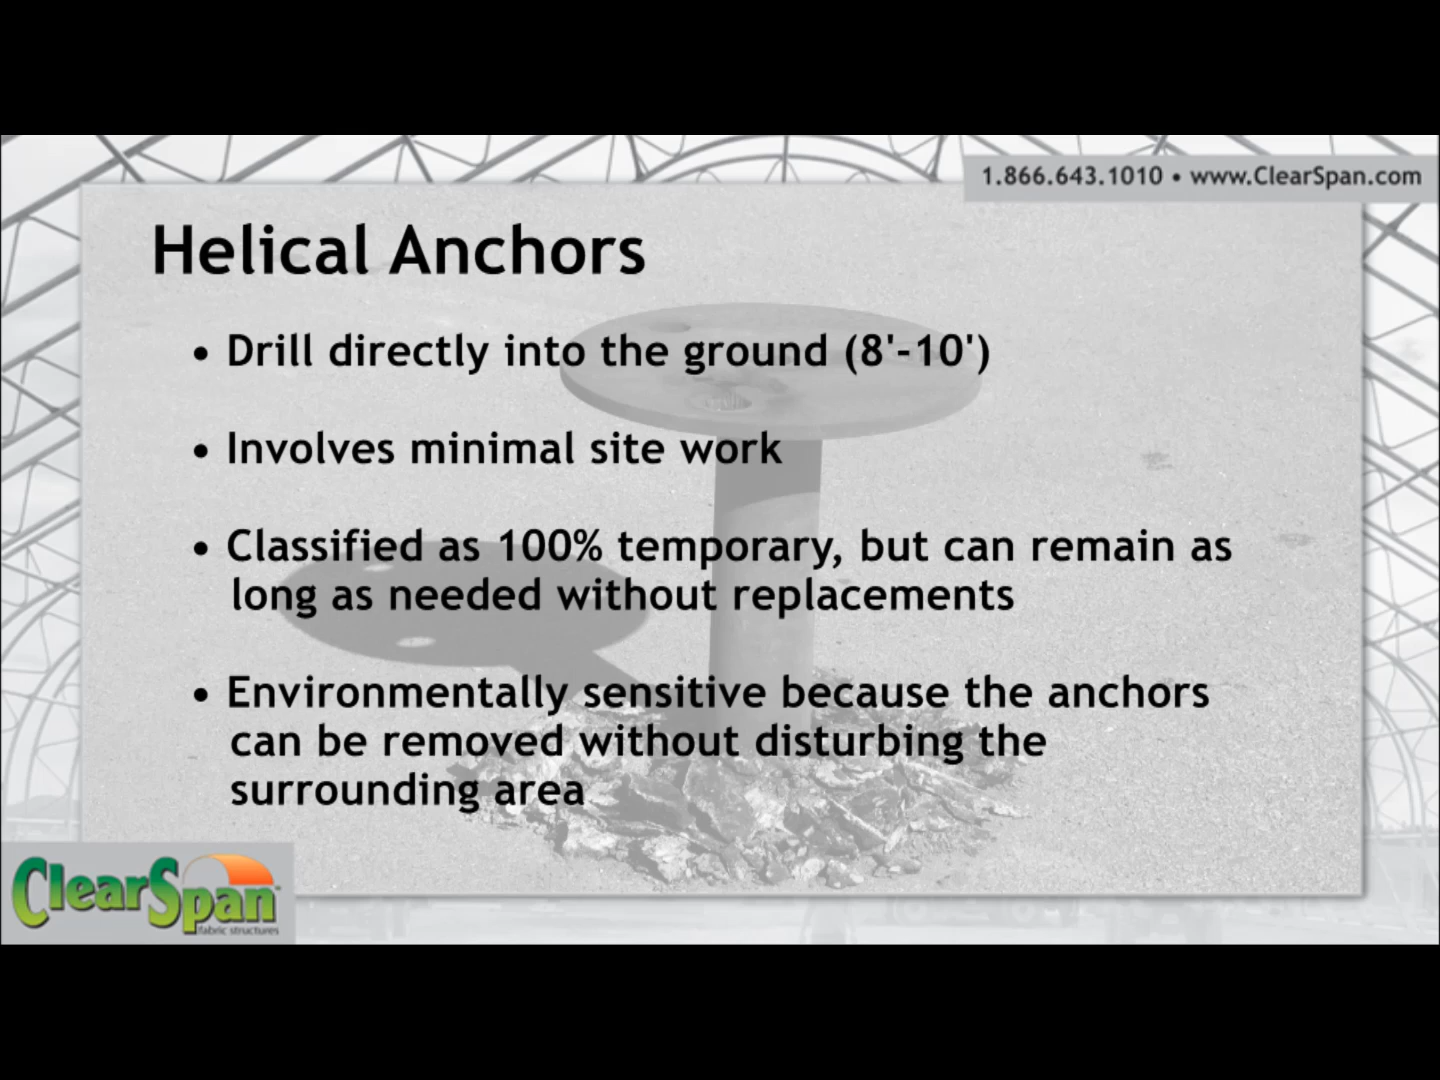 1.866.643.1010 • www.ClearSpan.com
Helical Anchors
• Drill directly into the ground (8'-10')
• Involves minimal site work
• Classified as 100% temporary, but can remain as
long as needed without replacements
• Environmentally sensitive because the anchors
can be removed without disturbing the
surrounding area
ClearSpan
fabric structures